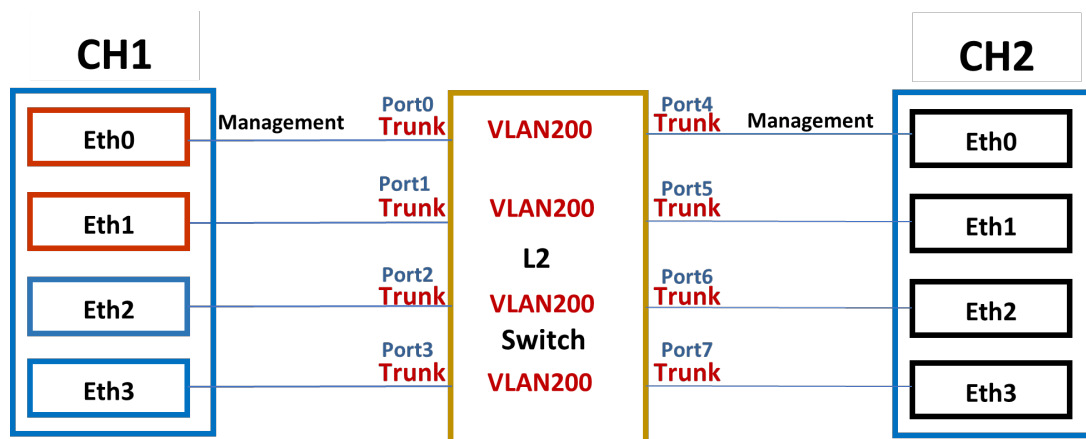 CH1
CH2
Eth0
Management
Port0
Trunk
VLAN200
Port4
Trunk
Management
Eth0
Eth1
Port1
Trunk
VLAN200
Port5
Trunk
Eth1
L2
Eth2
Port2
Trunk
VLAN200
Port6
Trunk
Eth2
Switch
Eth3
Port3
Trunk
VLAN200
Port7
Trunk
Eth3